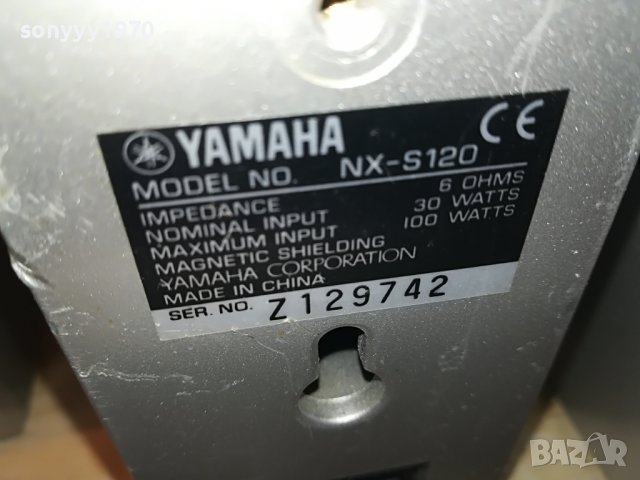 sonyyy1970
YAMAHA CE
MODEL NO. NX-S120
IMPEDANCE 6 OHMS
NOMINAL INPUT 30 WATTS
MAXIMUM INPUT 100 WATTS
MAGNETIC SHIELDING
YAMAHA CORPORATION
MADE IN CHINA
SER. NO. Z129742
BAZAR